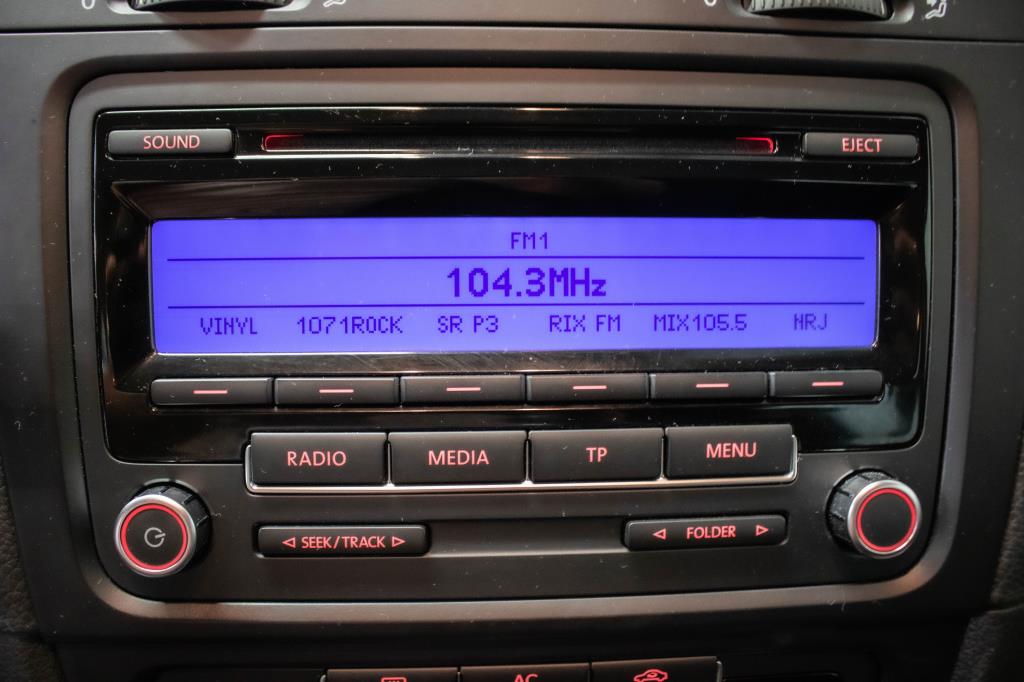 SOUND
EJECT
FM1
104.3MHz
VINYL 1071ROCK SR P3 RIX FM MIX105.5 NRJ
RADIO MEDIA TP MENU
SEEK/TRACK
FOLDER
AC